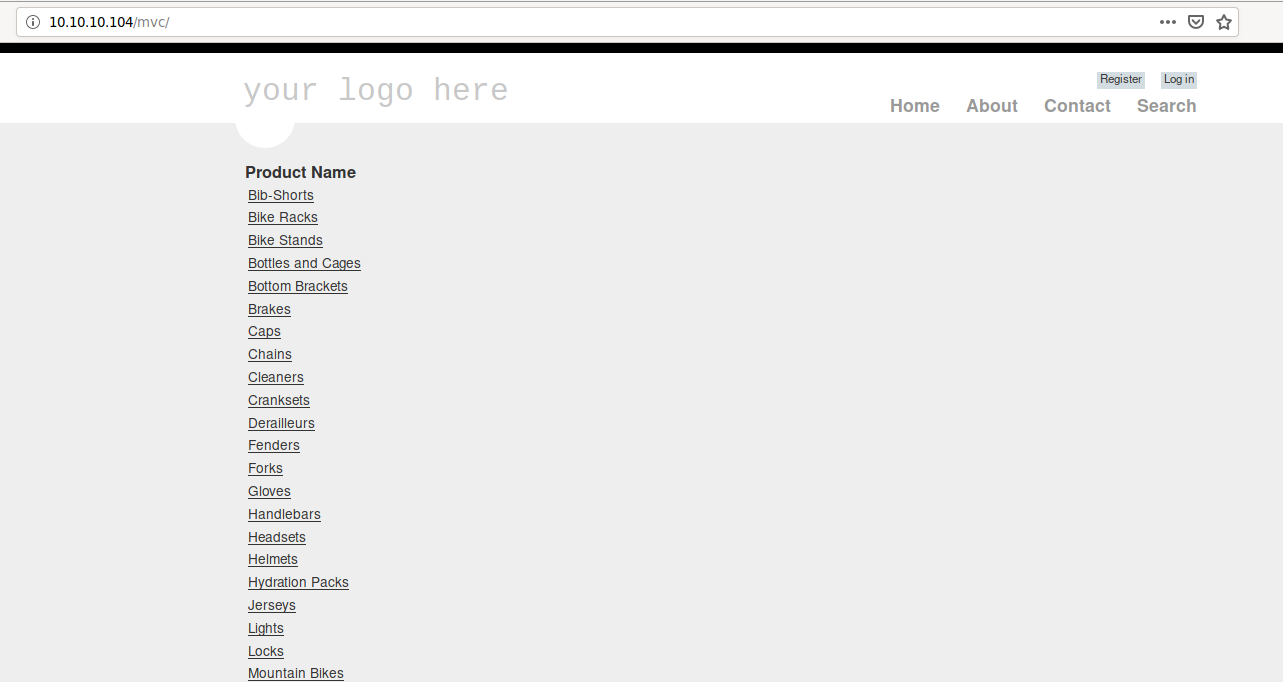 10.10.10.104/mvc/
your logo here
Register Log in
Home About Contact Search
Product Name
Bib-Shorts
Bike Racks
Bike Stands
Bottles and Cages
Bottom Brackets
Brakes
Caps
Chains
Cleaners
Cranksets
Derailleurs
Fenders
Forks
Gloves
Handlebars
Headsets
Helmets
Hydration Packs
Jerseys
Lights
Locks
Mountain Bikes